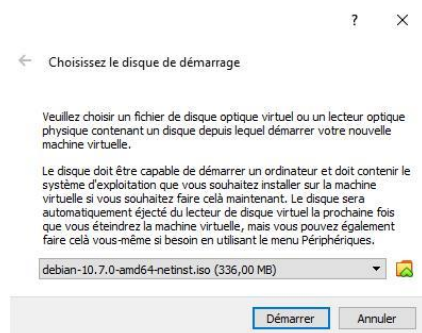 ?
Choisissez le disque de démarrage
Veuillez choisir un fichier de disque optique virtuel ou un lecteur optique
physique contenant un disque depuis lequel démarrer votre nouvelle
machine virtuelle.
Le disque doit être capable de démarrer un ordinateur et doit contenir le
système d'exploitation que vous souhaitez installer sur la machine
virtuelle si vous souhaitez faire celà maintenant. Le disque sera
automatiquement éjecté du lecteur de disque virtuel la prochaine fois
que vous éteindrez la machine virtuelle, mais vous pouvez également
faire celà vous-même si besoin en utilisant le menu Périphériques.
debian-10.7.0-amd64-netinst.iso (336,00 MB)
Démarrer Annuler